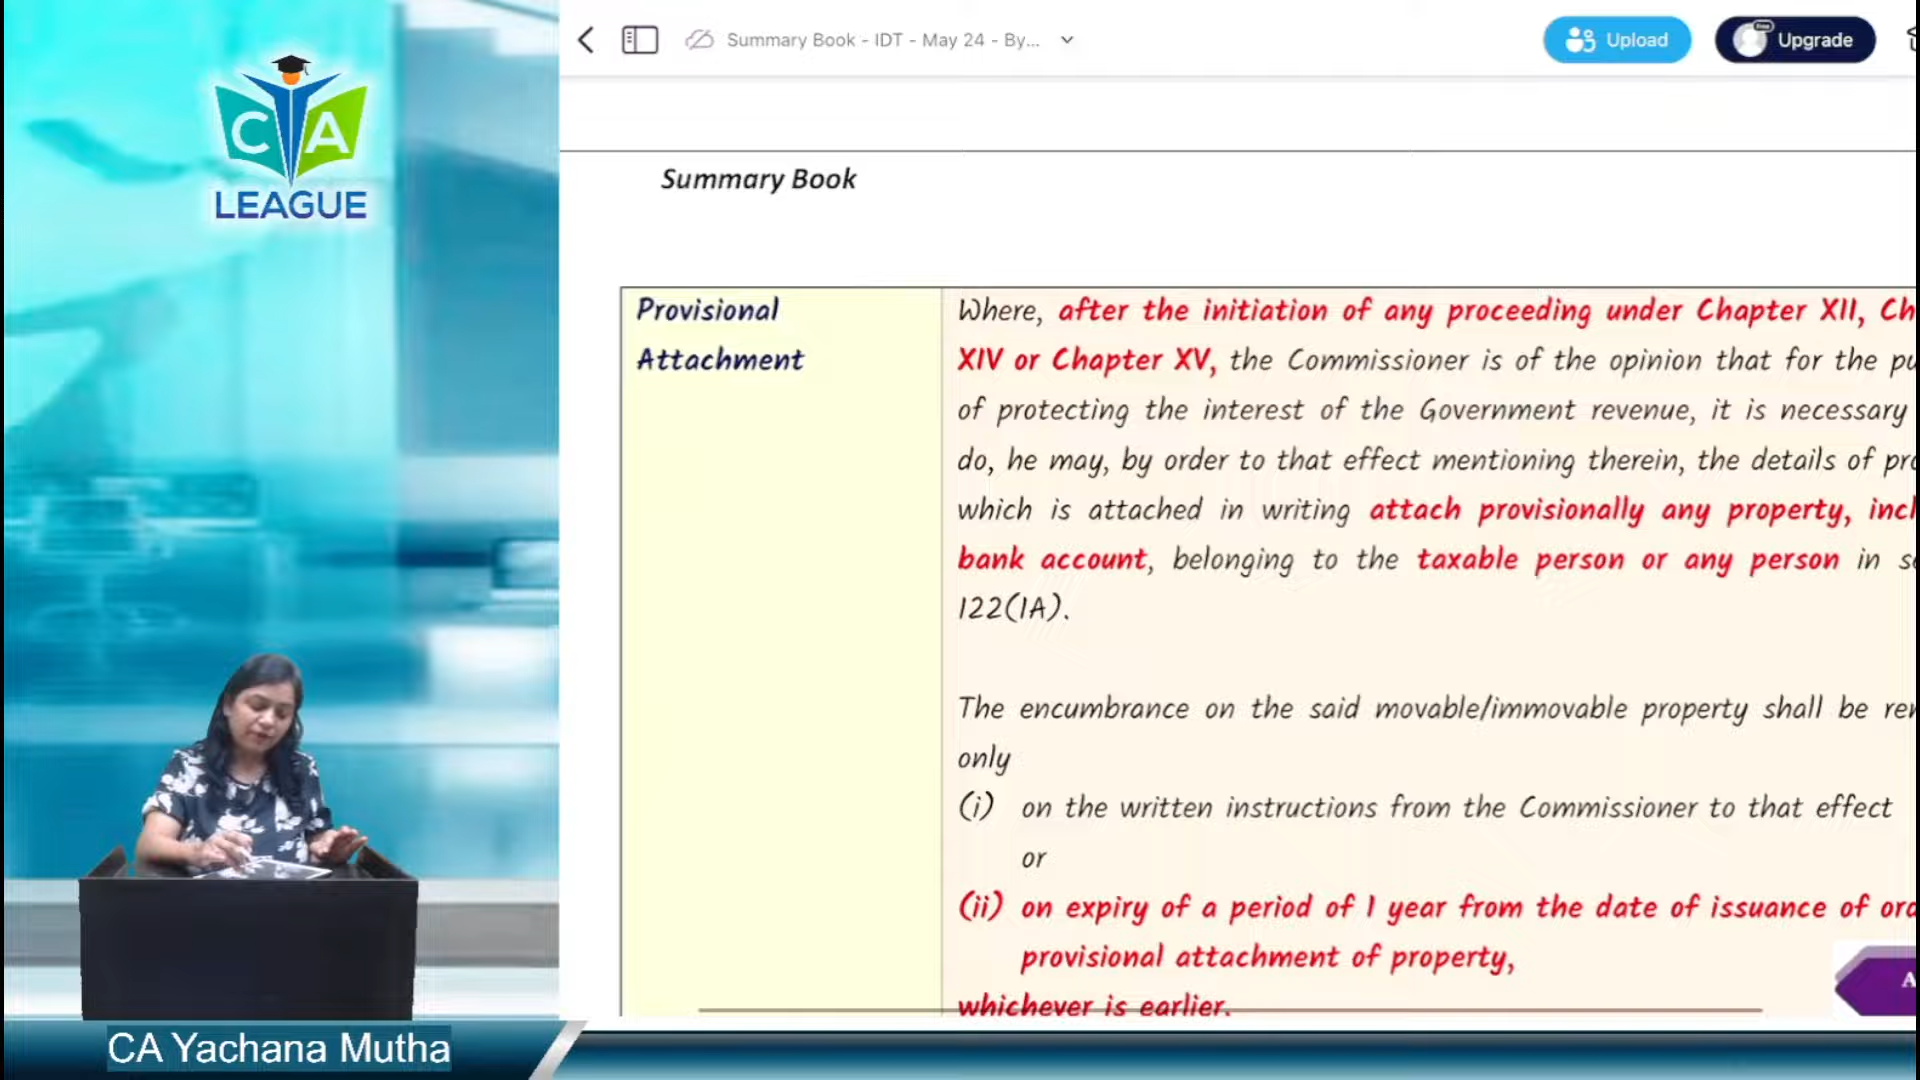 C A
LEAGUE
Summary Book - IDT - May 24 - By...
Upload
Upgrade
Summary Book
Provisional
Attachment
Where, after the initiation of any proceeding under Chapter XII, Ch
XIV or Chapter XV, the Commissioner is of the opinion that for the pu
of protecting the interest of the Government revenue, it is necessary
do, he may, by order to that effect mentioning therein, the details of pro
which is attached in writing attach provisionally any property, incl
bank account, belonging to the taxable person or any person in s
122(1A).
The encumbrance on the said movable/immovable property shall be re
only
(i) on the written instructions from the Commissioner to that effect
or
(ii) on expiry of a period of 1 year from the date of issuance of ord
provisional attachment of property,
whichever is earlier.
A
CA Yachana Mutha